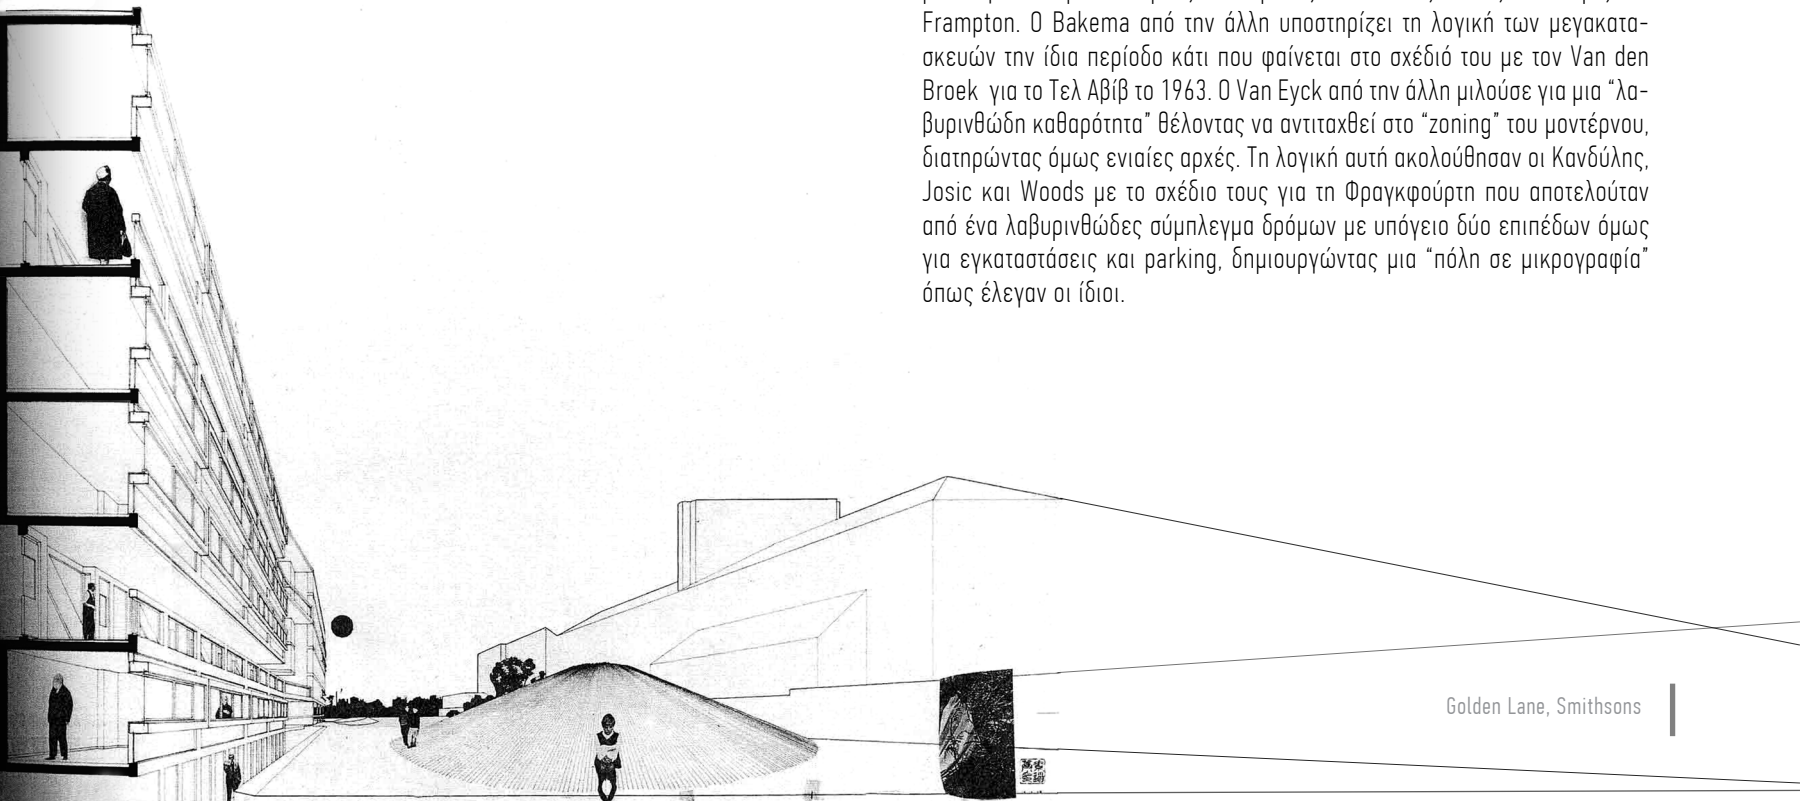 Frampton. Ο Bakema από την άλλη υποστηρίζει τη λογική των μεγακατα-
σκευών την ίδια περίοδο κάτι που φαίνεται στο σχέδιό του με τον Van den
Broek για το Τελ Αβίβ το 1963. Ο Van Eyck από την άλλη μιλούσε για μια “λα-
βυρινθώδη καθαρότητα” θέλοντας να αντιταχθεί στο “zoning” του μοντέρνου,
διατηρώντας όμως ενιαίες αρχές. Τη λογική αυτή ακολούθησαν οι Κανδύλης,
Josic και Woods με το σχέδιο τους για τη Φραγκφούρτη που αποτελούταν
από ένα λαβυρινθώδες σύμπλεγμα δρόμων με υπόγειο δύο επιπέδων όμως
για εγκαταστάσεις και parking, δημιουργώντας μια “πόλη σε μικρογραφία”
όπως έλεγαν οι ίδιοι.
Golden Lane, Smithsons